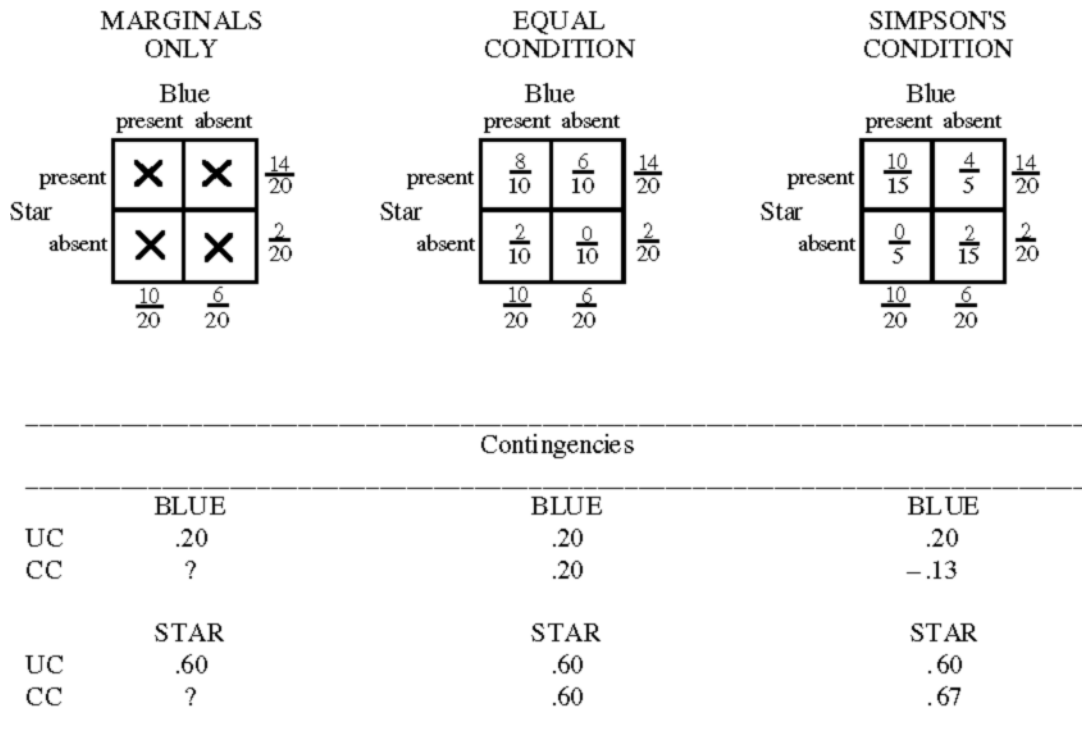 MARGINALS ONLY
EQUAL CONDITION
SIMPSON'S CONDITION
Blue
present absent
present 14/20
Star
absent 2/20
10/20 6/20
Blue
present absent
present 8/10 6/10 14/20
Star
absent 2/10 0/10 2/20
10/20 6/20
Blue
present absent
present 10/15 4/5 14/20
Star
absent 0/5 2/15 2/20
10/20 6/20
Contingencies
BLUE BLUE BLUE
UC .20 .20 .20
CC ? .20 –.13
STAR STAR STAR
UC .60 .60 .60
CC ? .60 .67